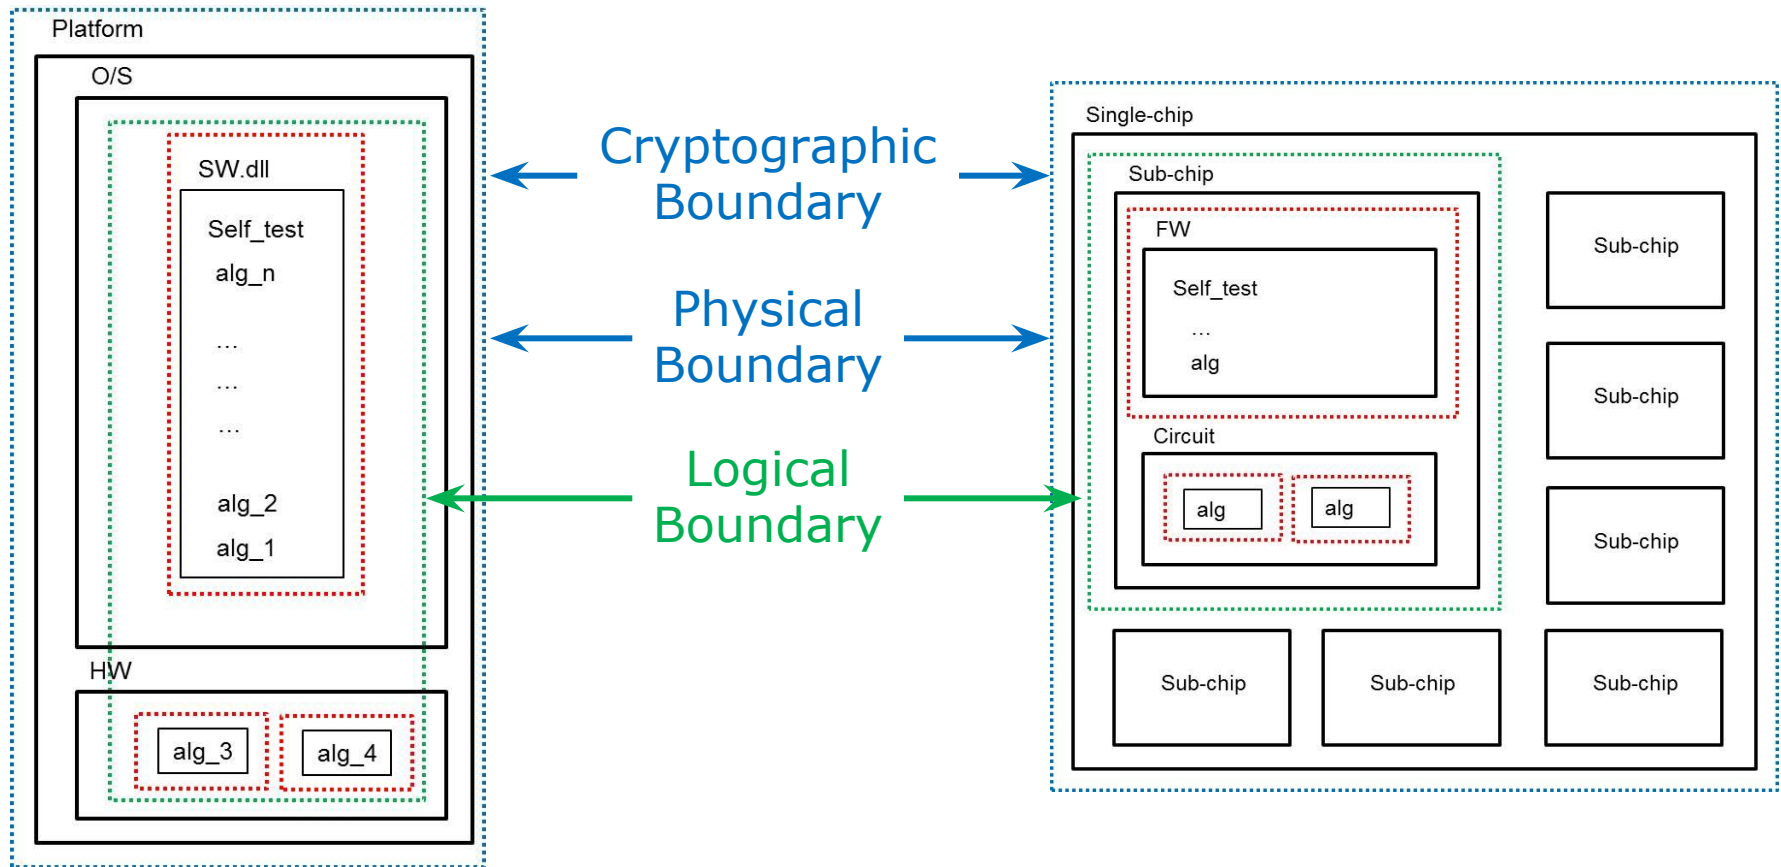 Platform
O/S
SW.dll
Self_test
alg_n
...
...
...
alg_2
alg_1
HW
alg_3
alg_4
Cryptographic
Boundary
Physical
Boundary
Logical
Boundary
Single-chip
Sub-chip
FW
Self_test
...
alg
Circuit
alg
alg
Sub-chip
Sub-chip
Sub-chip
Sub-chip
Sub-chip
Sub-chip